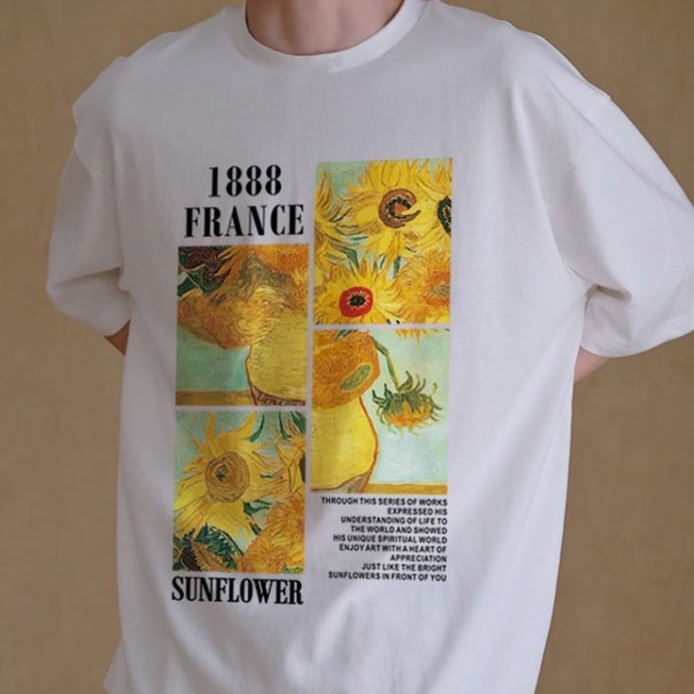 1888
FRANCE
SUNFLOWER
THROUGH THIS SERIES OF WORKS
EXPRESSED HIS
UNDERSTANDING OF LIFE TO
THE WORLD AND SHOWED
HIS UNIQUE SPIRITUAL WORLD
ENJOY ART WITH A HEART OF
APPRECIATION
JUST LIKE THE BRIGHT
SUNFLOWERS IN FRONT OF YOU